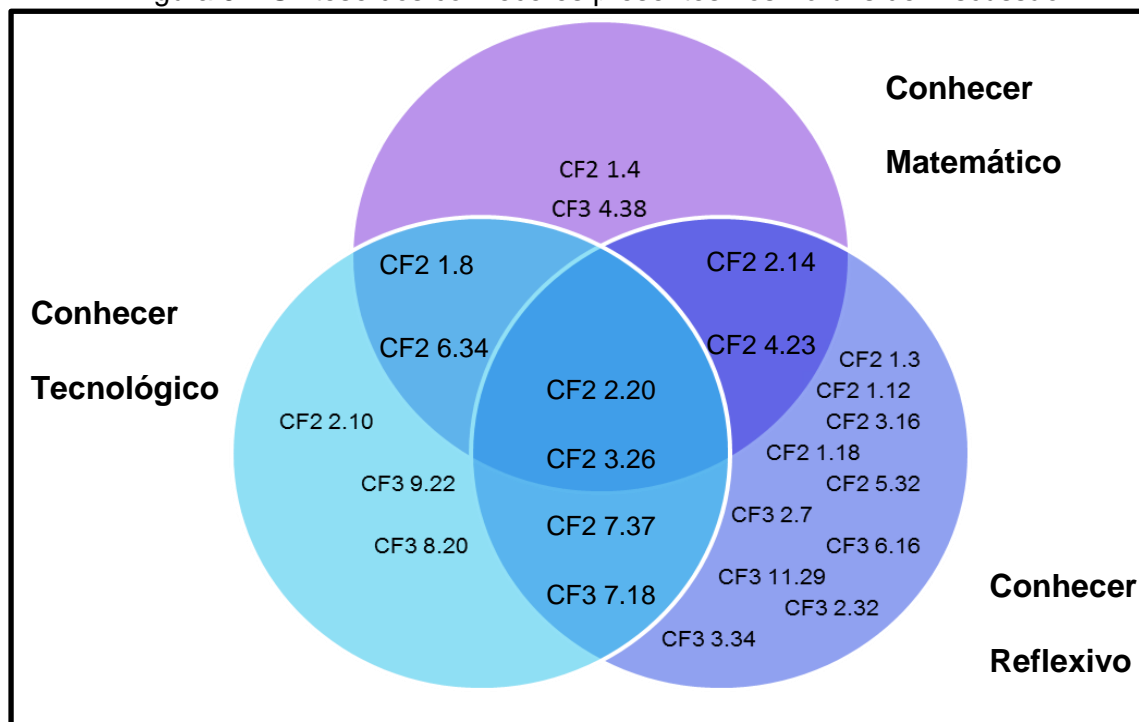 Conhecer
Matemático
CF2 1.4
CF3 4.38
CF2 1.8
CF2 2.14
Conhecer
Tecnológico
CF2 6.34
CF2 4.23
CF2 1.3
CF2 1.12
CF2 2.20
CF2 2.10
CF2 3.16
CF2 3.26
CF2 1.18
CF3 9.22
CF2 5.32
CF2 7.37
CF3 2.7
CF3 8.20
CF3 6.16
CF3 11.29
CF3 7.18
CF3 2.32
CF3 3.34
Conhecer
Reflexivo